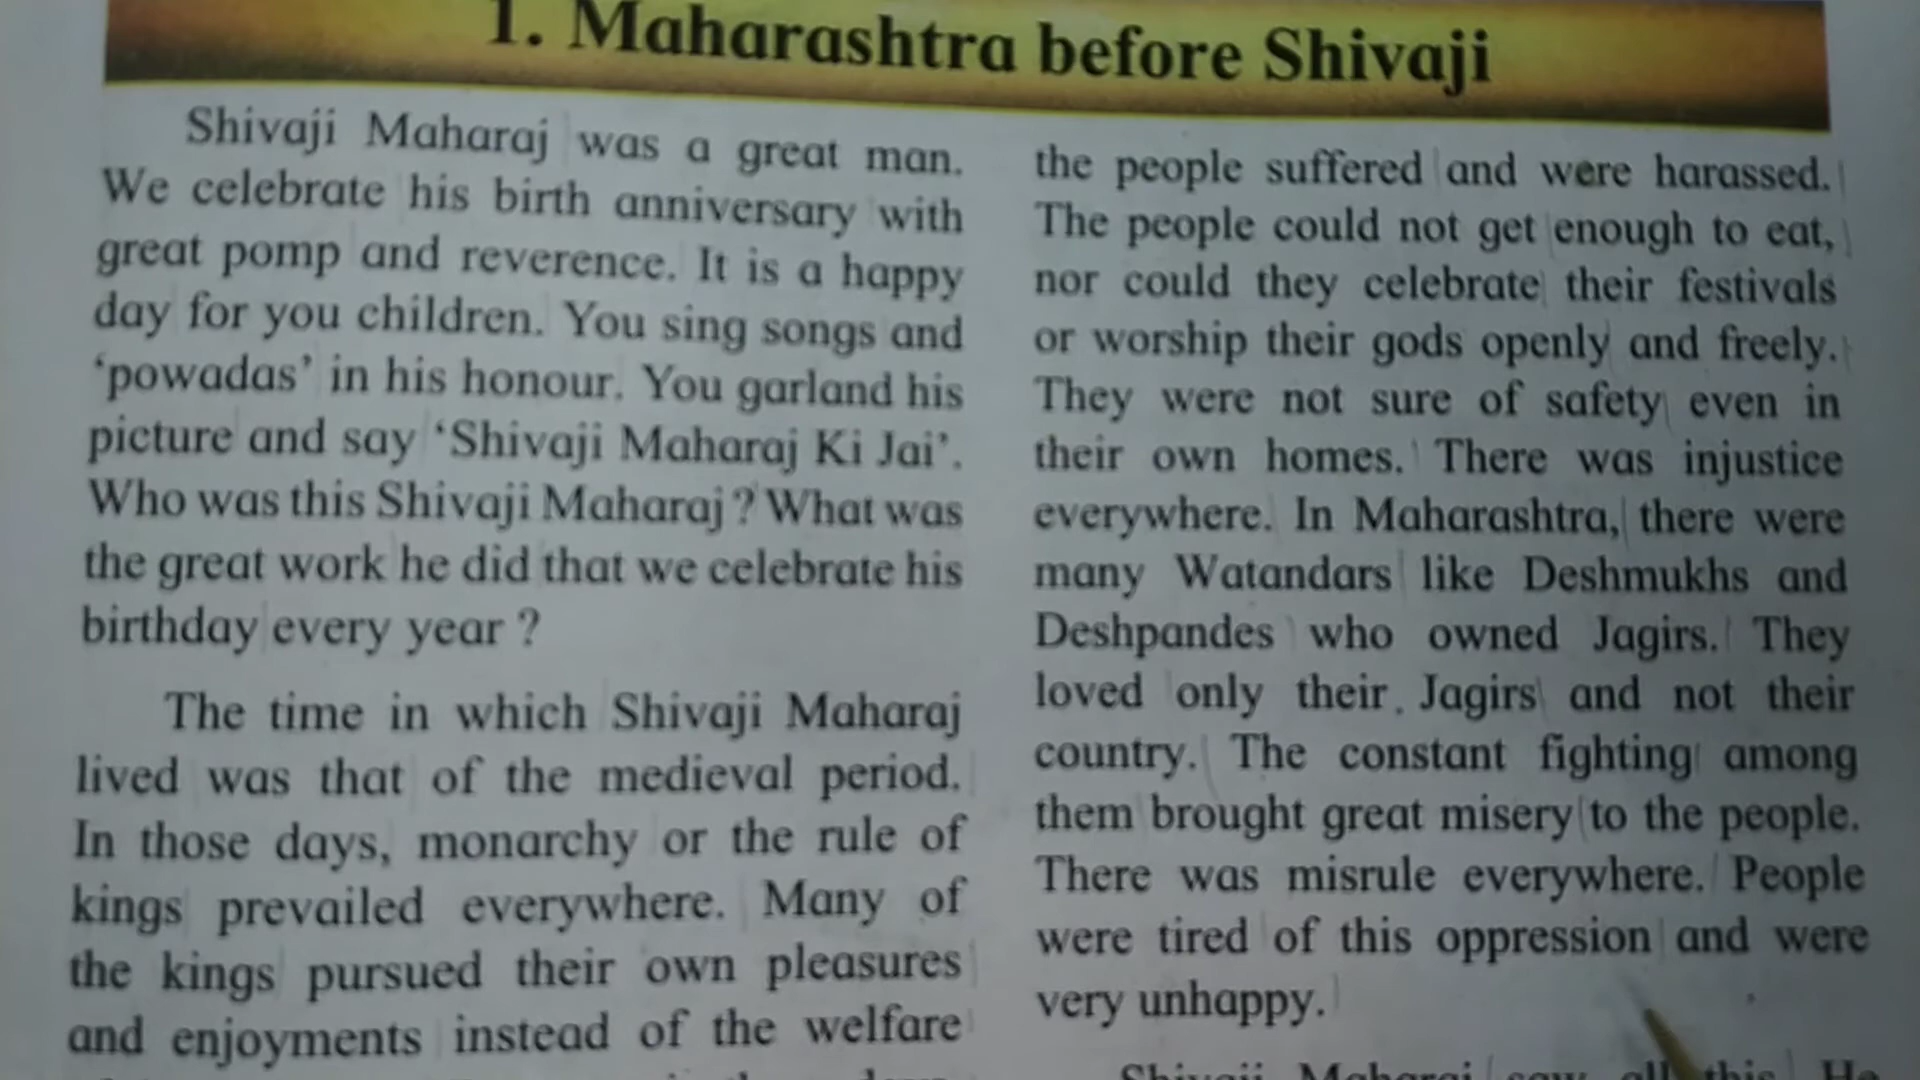 1. Maharashtra before Shivaji
Shivaji Maharaj was a great man.
We celebrate his birth anniversary with
great pomp and reverence. It is a happy
day for you children. You sing songs and
‘powadas’ in his honour. You garland his
picture and say ‘Shivaji Maharaj Ki Jai’.
Who was this Shivaji Maharaj ? What was
the great work he did that we celebrate his
birthday every year ?
The time in which Shivaji Maharaj
lived was that of the medieval period.
In those days, monarchy or the rule of
kings prevailed everywhere. Many of
the kings pursued their own pleasures
and enjoyments instead of the welfare
the people suffered and were harassed.
The people could not get enough to eat,
nor could they celebrate their festivals
or worship their gods openly and freely.
They were not sure of safety even in
their own homes. There was injustice
everywhere. In Maharashtra, there were
many Watandars like Deshmukhs and
Deshpandes who owned Jagirs. They
loved only their Jagirs and not their
country. The constant fighting among
them brought great misery to the people.
There was misrule everywhere. People
were tired of this oppression and were
very unhappy.
Shivaji Maharaj saw all this He